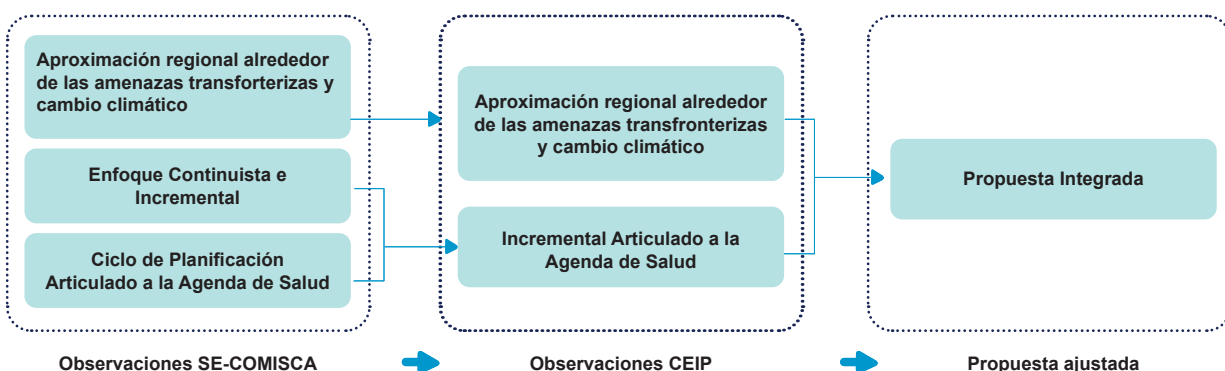 Aproximación regional alrededor
de las amenazas transforterizas y
cambio climático
Enfoque Continuista e
Incremental
Ciclo de Planificación
Articulado a la Agenda de Salud
Observaciones SE-COMISCA
Aproximación regional alrededor
de las amenazas transfronterizas
y cambio climático
Incremental Articulado a la
Agenda de Salud
Observaciones CEIP
Propuesta Integrada
Propuesta ajustada